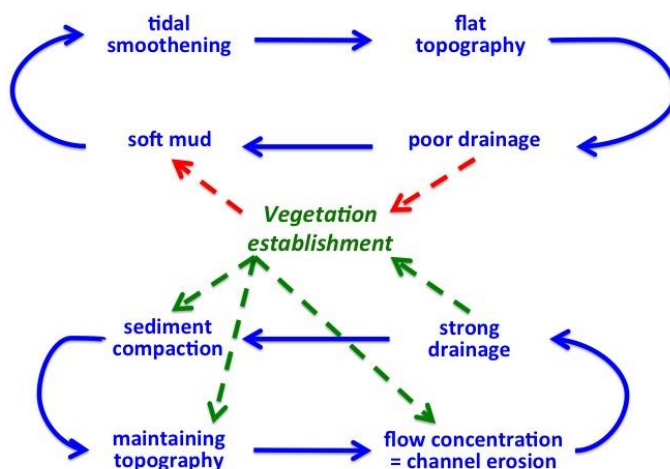 tidal
smoothening
flat
topography
soft mud
poor drainage
Vegetation
establishment
sediment
compaction
strong
drainage
maintaining
topography
flow concentration
= channel erosion